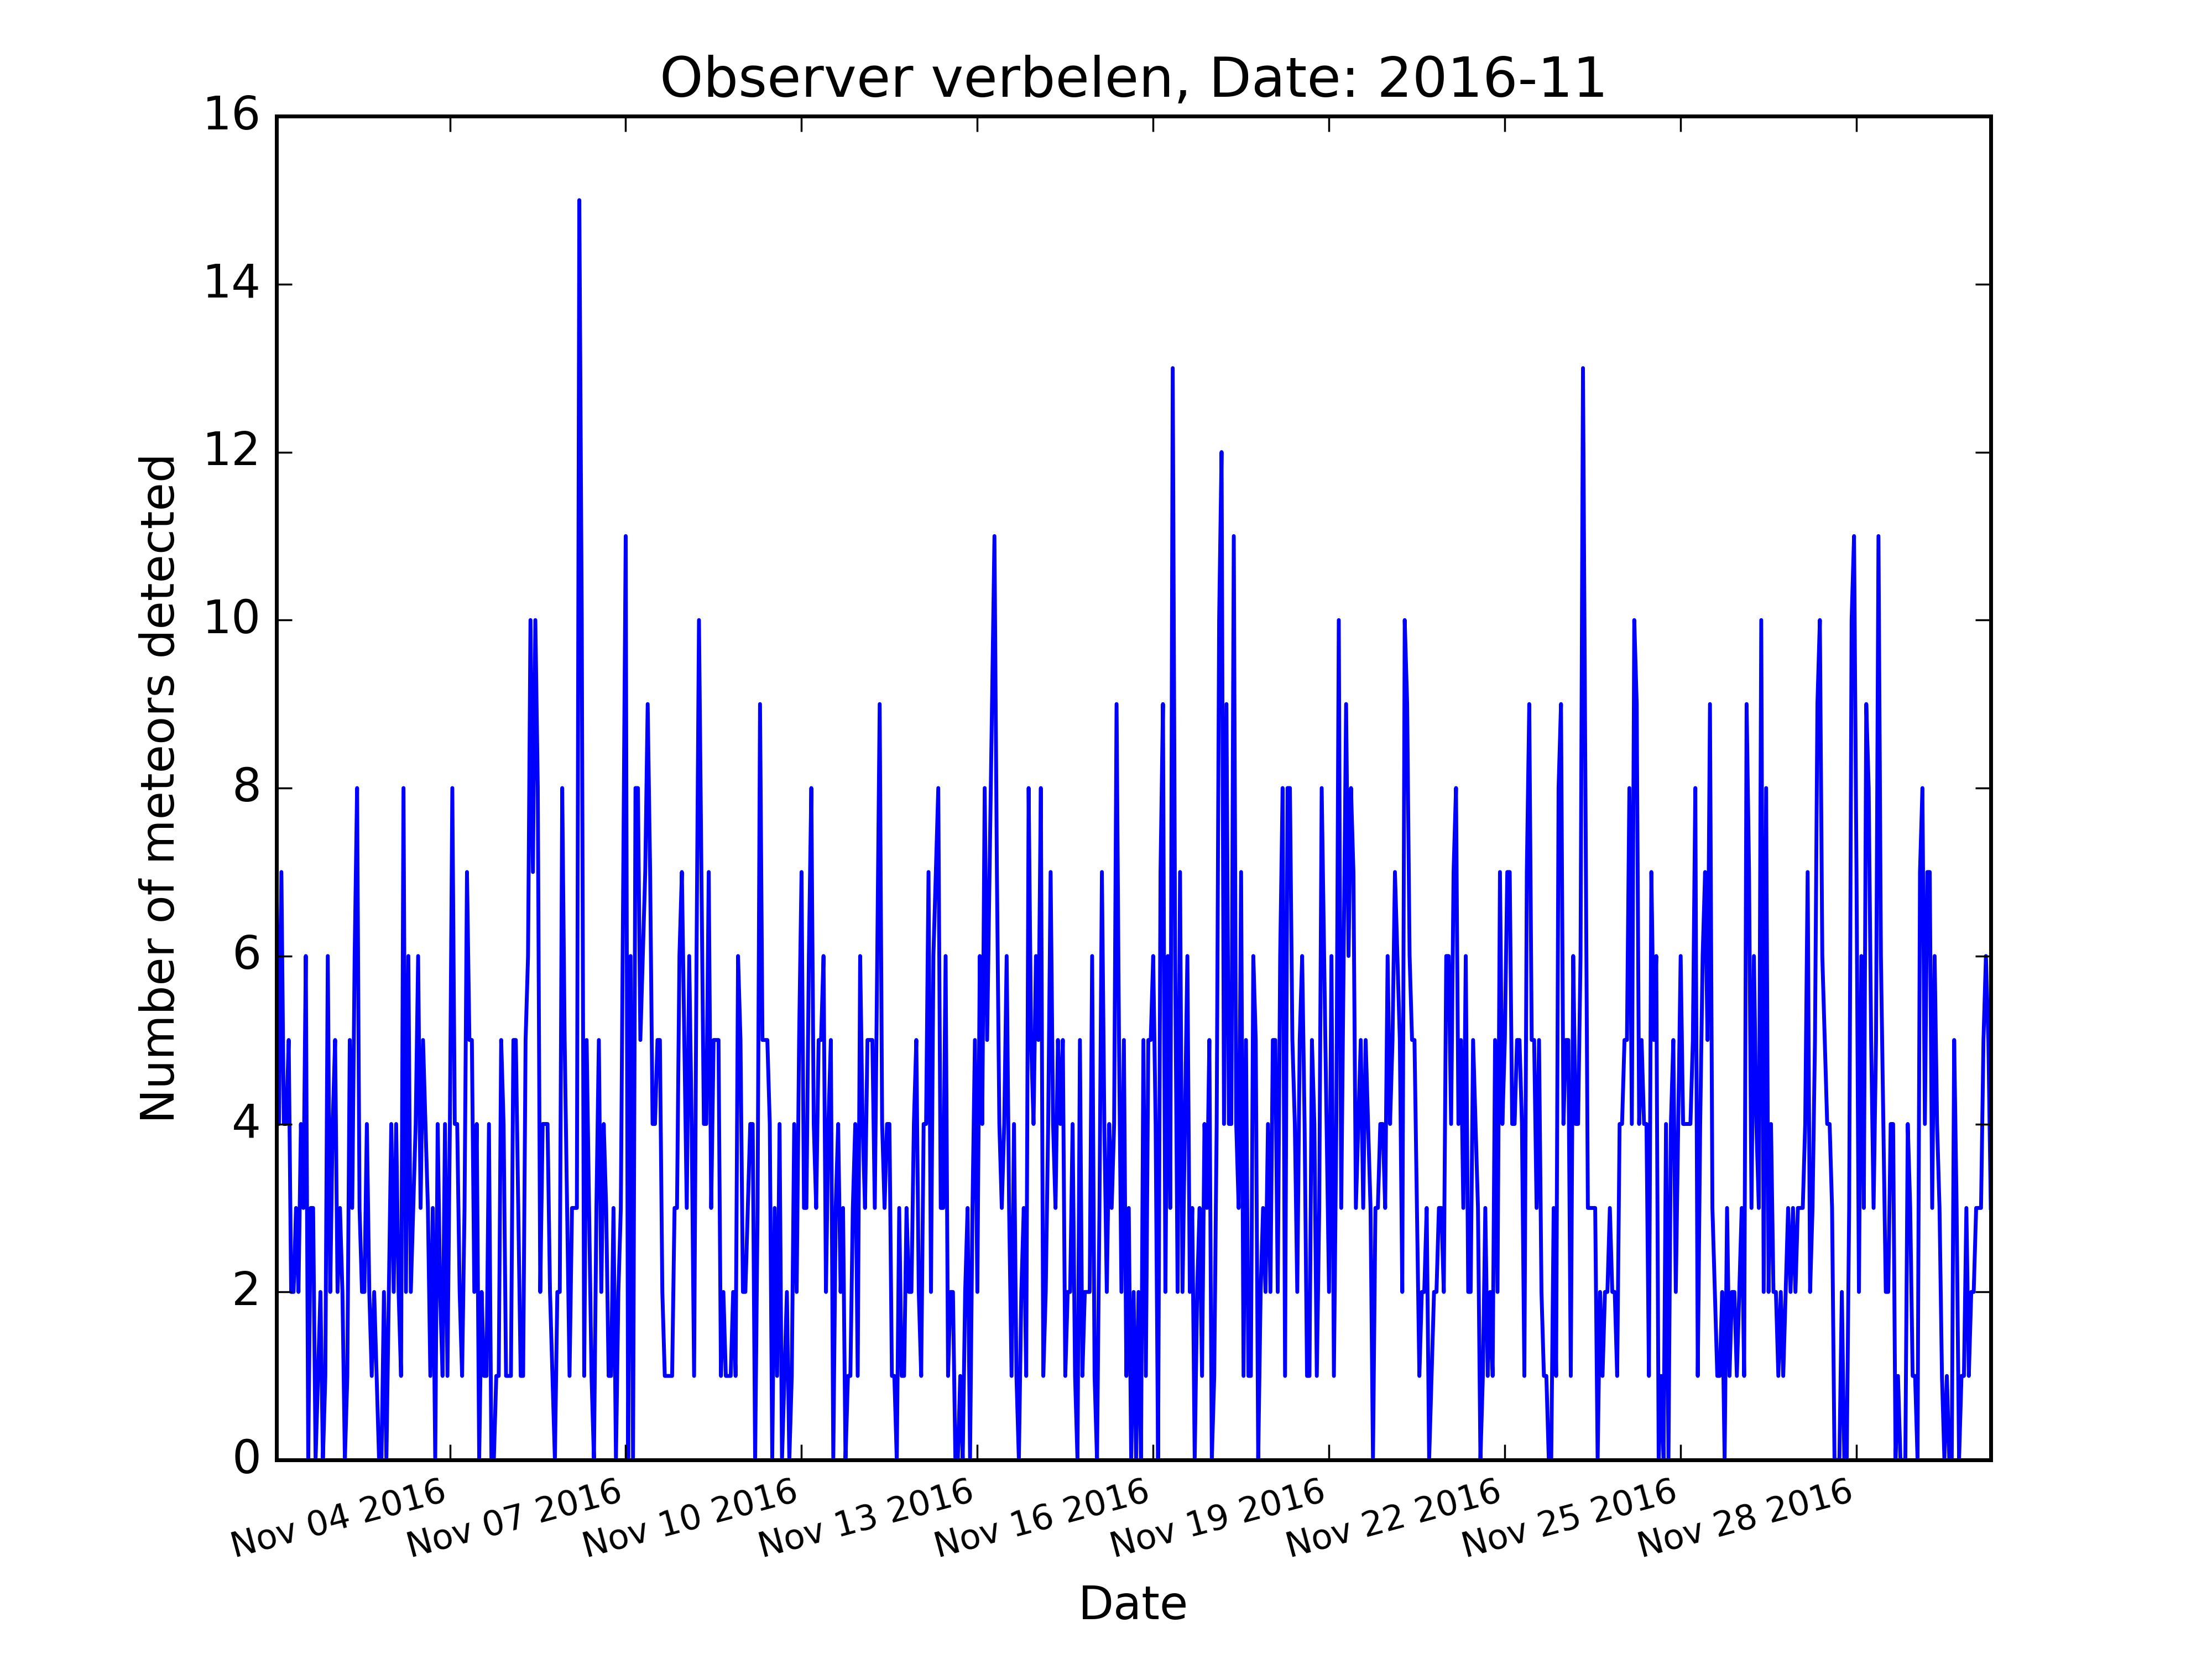 Observer verbelen, Date: 2016-11
Number of meteors detected
16
14
12
10
8
6
4
2
0
Nov 04 2016
Nov 07 2016
Nov 10 2016
Nov 13 2016
Nov 16 2016
Nov 19 2016
Nov 22 2016
Nov 25 2016
Nov 28 2016
Date